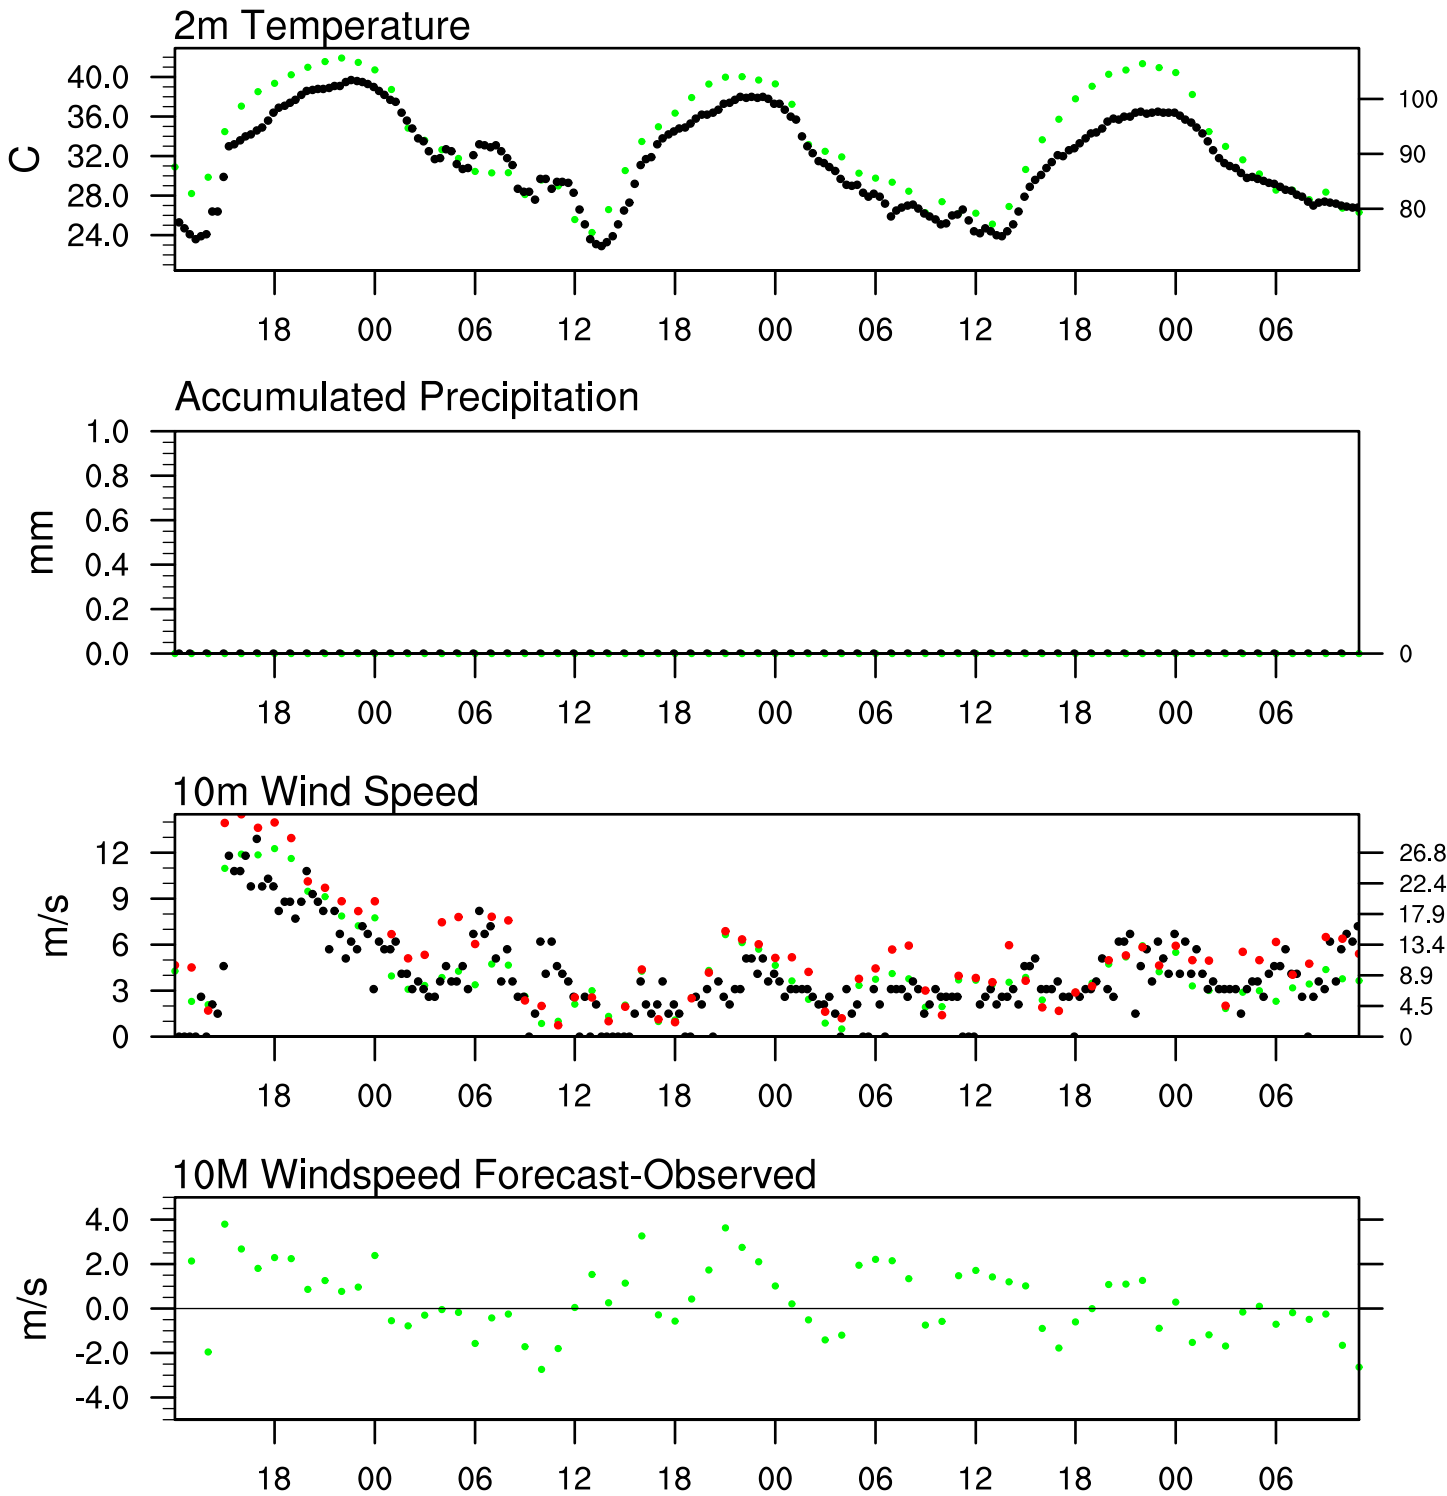 2m Temperature
40.0
36.0
32.0
28.0
24.0
C
100
90
80
18 00 06 12 18 00 06 12 18 00 06
Accumulated Precipitation
1.0
0.8
0.6
0.4
0.2
0.0
mm
0
18 00 06 12 18 00 06 12 18 00 06
10m Wind Speed
12
9
6
3
0
m/s
26.8
22.4
17.9
13.4
8.9
4.5
0
18 00 06 12 18 00 06 12 18 00 06
10M Windspeed Forecast-Observed
4.0
2.0
0.0
-2.0
-4.0
m/s
18 00 06 12 18 00 06 12 18 00 06